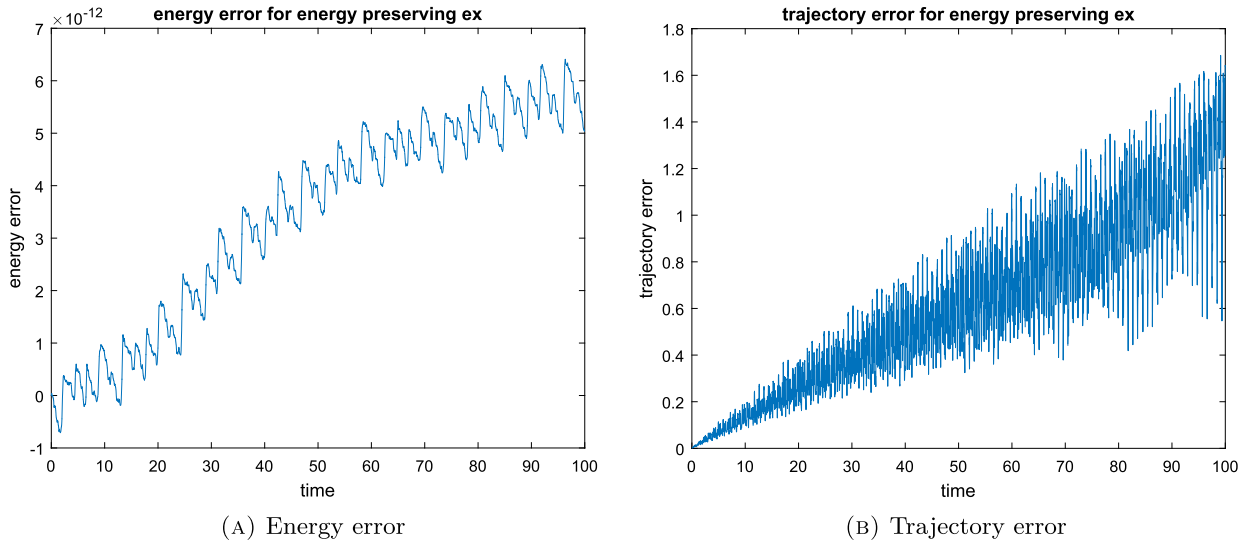 energy error for energy preserving ex
×10⁻¹²
7
6
5
4
3
2
1
0
-1
energy error
0 10 20 30 40 50 60 70 80 90 100
time
(A) Energy error
trajectory error for energy preserving ex
1.8
1.6
1.4
1.2
1
0.8
0.6
0.4
0.2
0
trajectory error
0 10 20 30 40 50 60 70 80 90 100
time
(B) Trajectory error